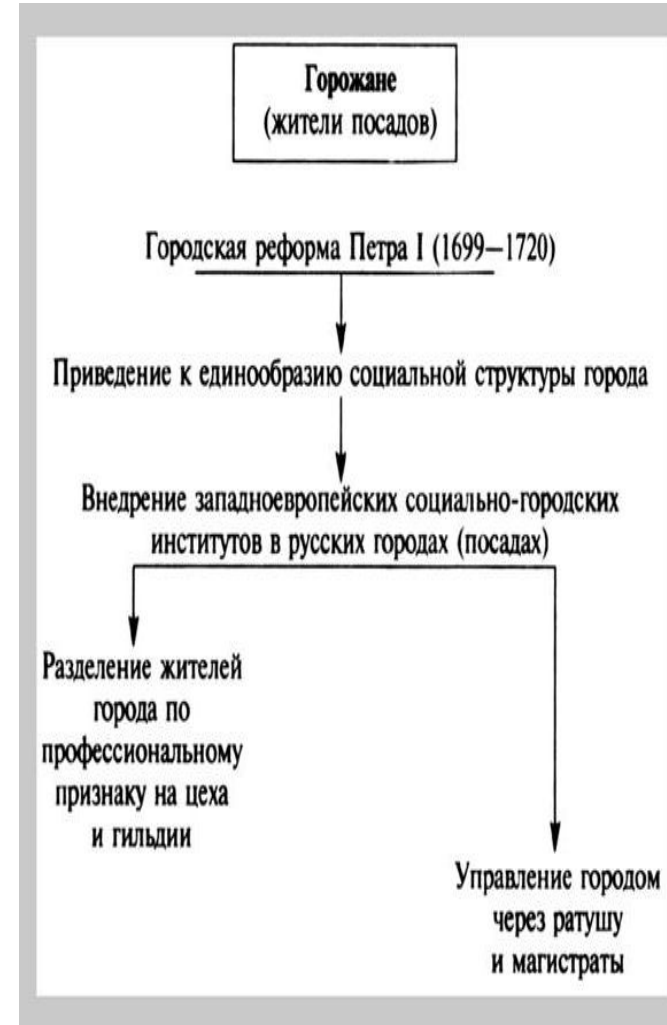 Горожане
(жители посадов)
Городская реформа Петра I (1699—1720)
Приведение к единообразию социальной структуры города
Внедрение западноевропейских социально-городских
институтов в русских городах (посадах)
Разделение жителей
города по
профессиональному
признаку на цеха
и гильдии
Управление городом
через ратушу
и магистраты